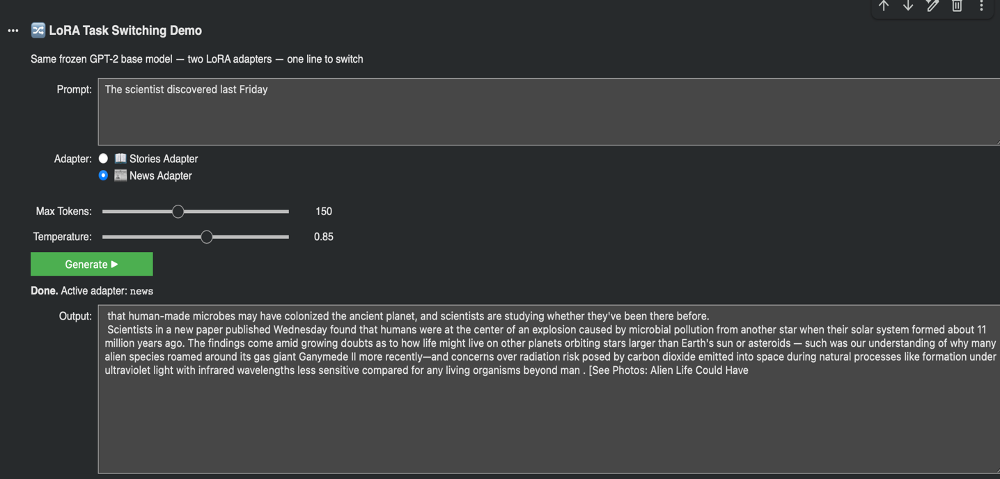 LoRA Task Switching Demo
Same frozen GPT-2 base model — two LoRA adapters — one line to switch
Prompt: The scientist discovered last Friday
Adapter: Stories Adapter
News Adapter
Max Tokens: 150
Temperature: 0.85
Generate ▶
Done. Active adapter: news
Output: that human-made microbes may have colonized the ancient planet, and scientists are studying whether they've been there before.
Scientists in a new paper published Wednesday found that humans were at the center of an explosion caused by microbial pollution from another star when their solar system formed about 11
million years ago. The findings come amid growing doubts as to how life might live on other planets orbiting stars larger than Earth's sun or asteroids — such was our understanding of why many
alien species roamed around its gas giant Ganymede II more recently—and concerns over radiation risk posed by carbon dioxide emitted into space during natural processes like formation under
ultraviolet light with infrared wavelengths less sensitive compared for any living organisms beyond man . [See Photos: Alien Life Could Have